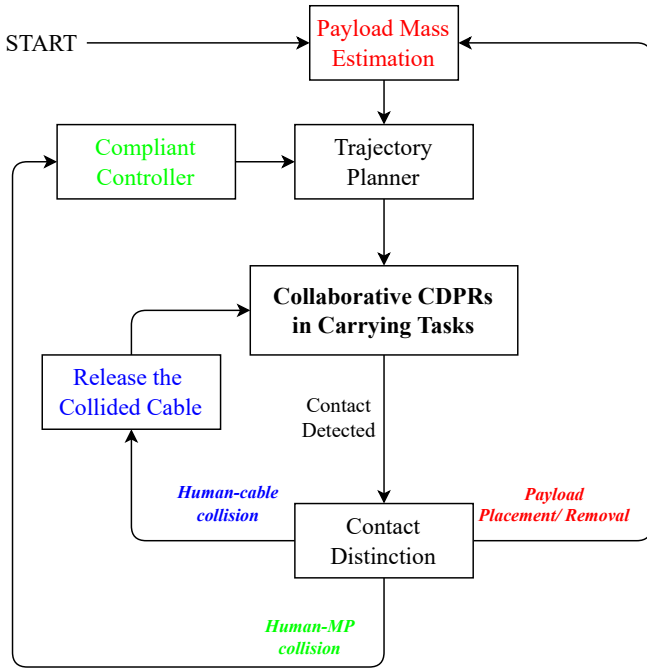 START
Payload Mass
Estimation
Compliant
Controller
Trajectory
Planner
Collaborative CDPRs
in Carrying Tasks
Release the
Collided Cable
Contact
Detected
Human-cable
collision
Payload
Placement/ Removal
Contact
Distinction
Human-MP
collision